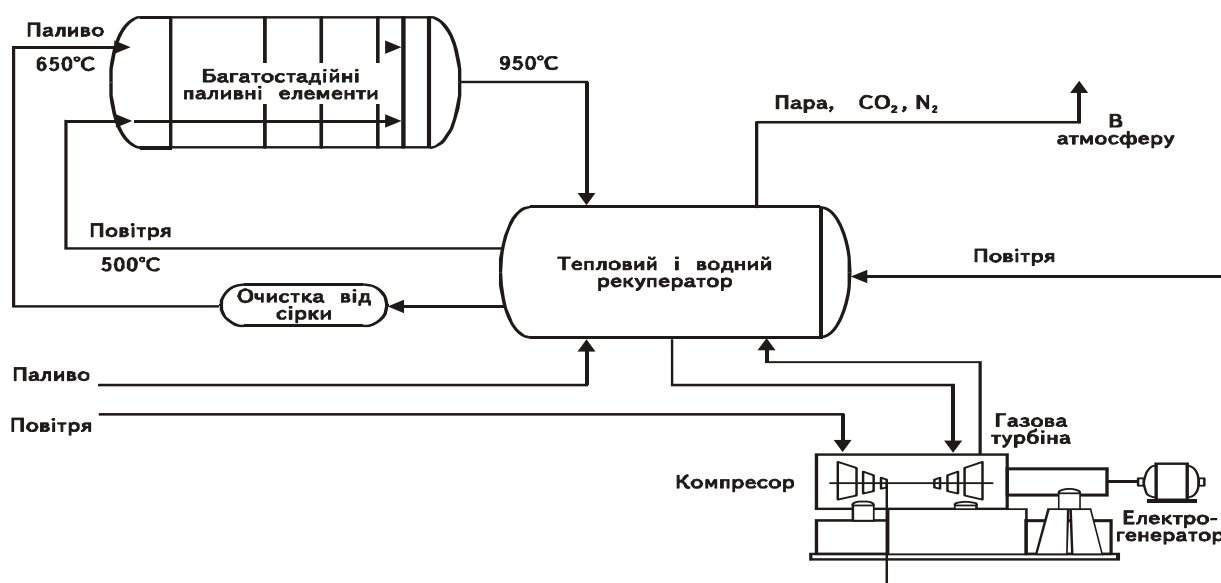 Паливо
650°C
Багатостадійні
паливні елементи
950°C
Пара, CO₂, N₂
В
атмосферу
Повітря
500°C
Тепловий і водний
рекуператор
Повітря
Очистка від
сірки
Паливо
Повітря
Газова
турбіна
Компресор
Електро-
генератор